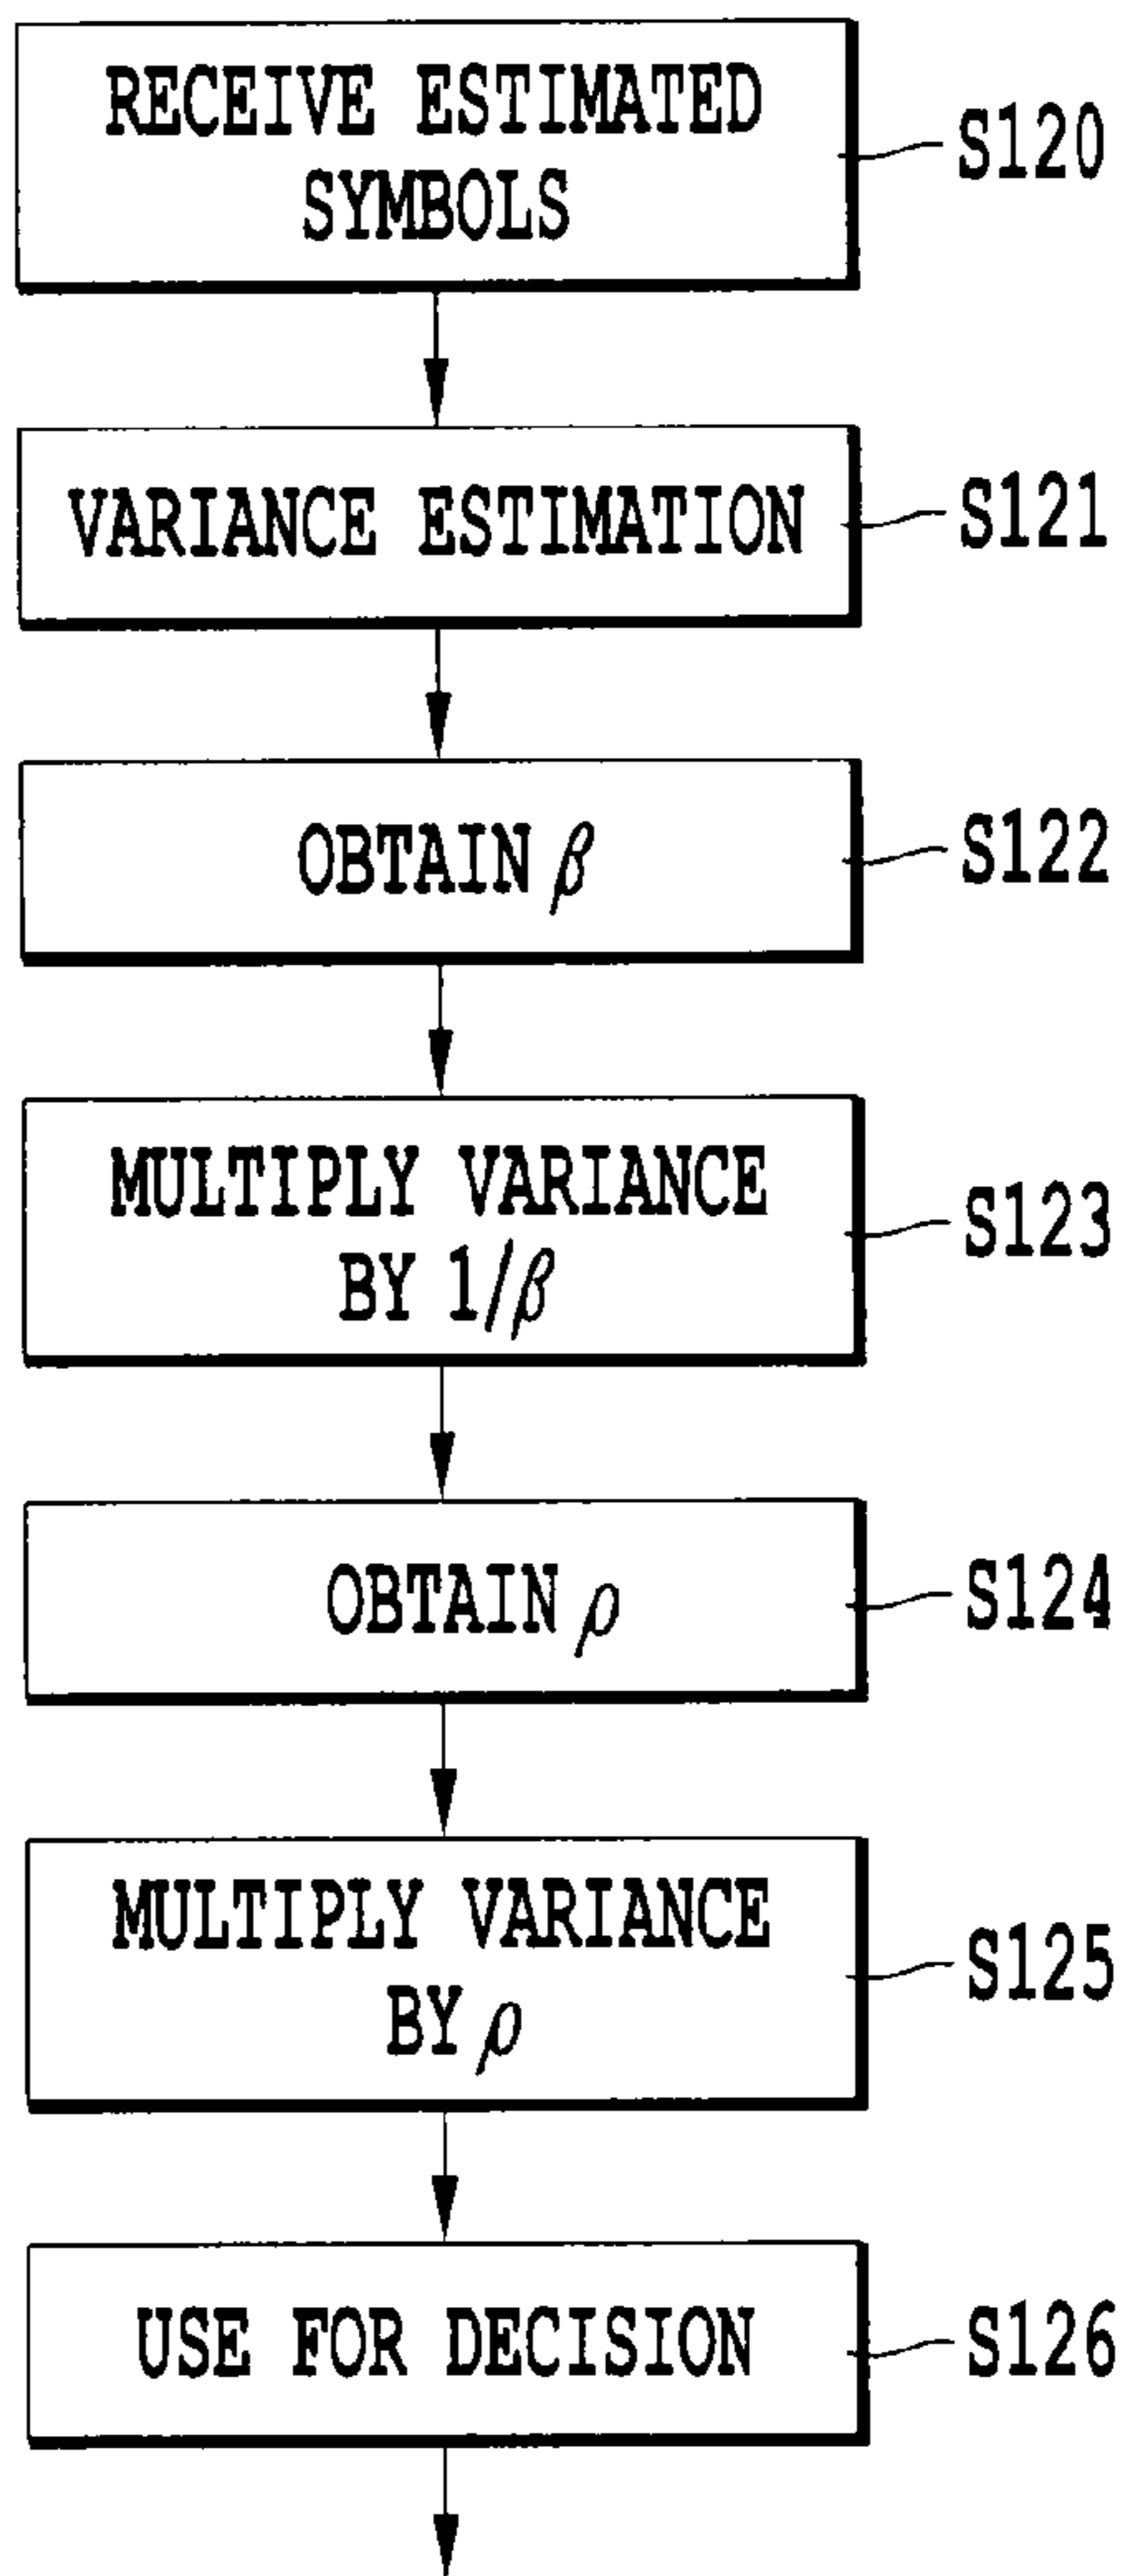 RECEIVE ESTIMATED
SYMBOLS
S120
VARIANCE ESTIMATION
S121
OBTAIN β
S122
MULTIPLY VARIANCE
BY 1/β
S123
OBTAIN ρ
S124
MULTIPLY VARIANCE
BY ρ
S125
USE FOR DECISION
S126